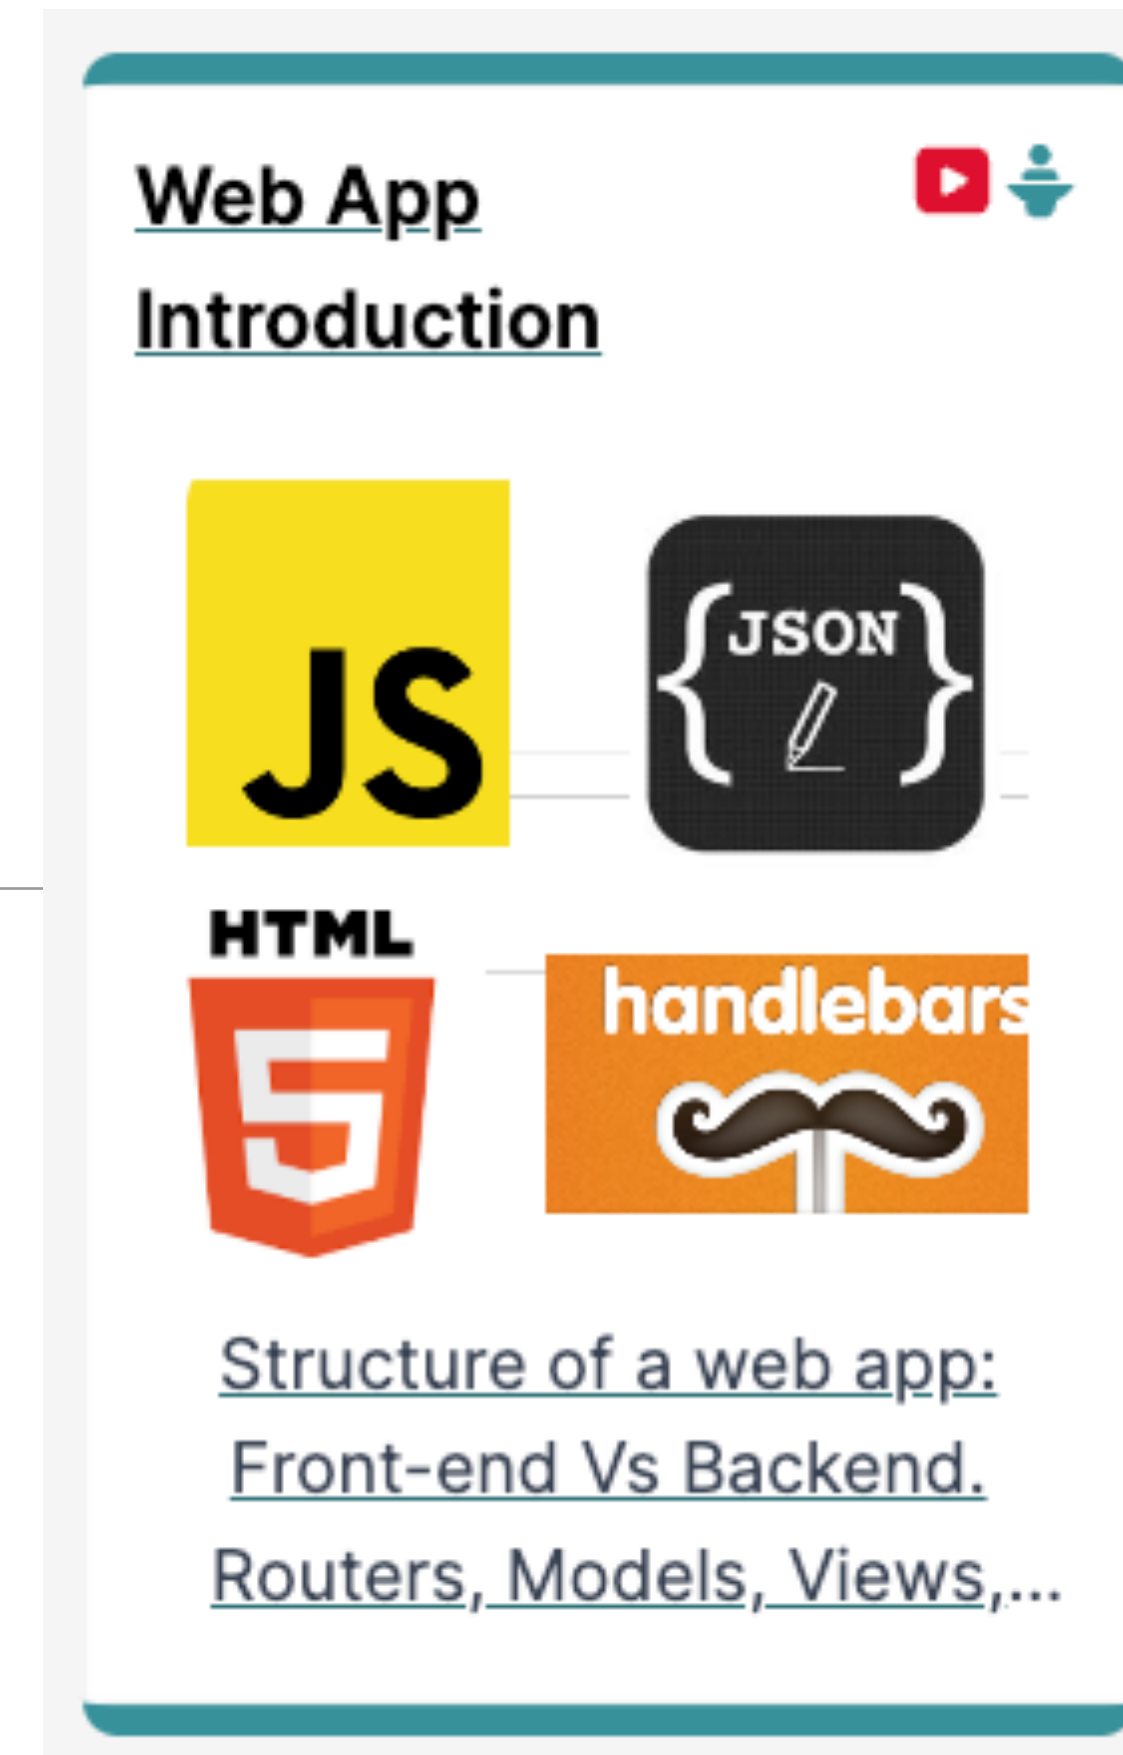 Web App
Introduction
JS
{JSON}
HTML
5
handlebars
Structure of a web app:
Front-end Vs Backend.
Routers, Models, Views,...